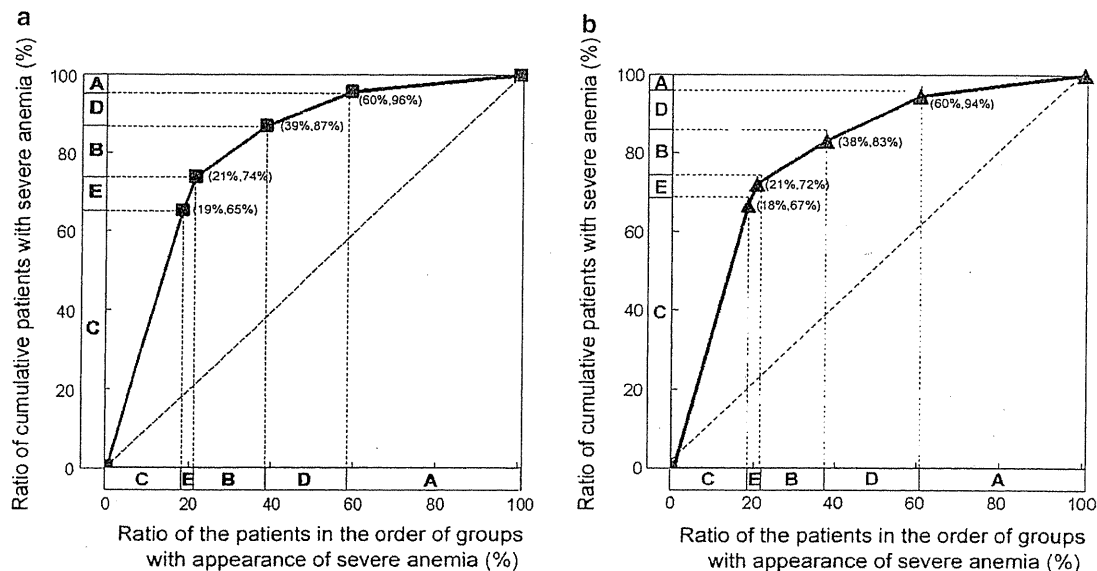 a
Ratio of cumulative patients with severe anemia (%)
100
80
60
40
20
0
A
D
B
E
C
(60%,96%)
(39%,87%)
(21%,74%)
(19%,65%)
C E B D A
0 20 40 60 80 100
Ratio of the patients in the order of groups
with appearance of severe anemia (%)
b
Ratio of cumulative patients with severe anemia (%)
100
80
60
40
20
0
A
D
B
E
C
(60%,94%)
(38%,83%)
(21%,72%)
(18%,67%)
C E B D A
0 20 40 60 80 100
Ratio of the patients in the order of groups
with appearance of severe anemia (%)